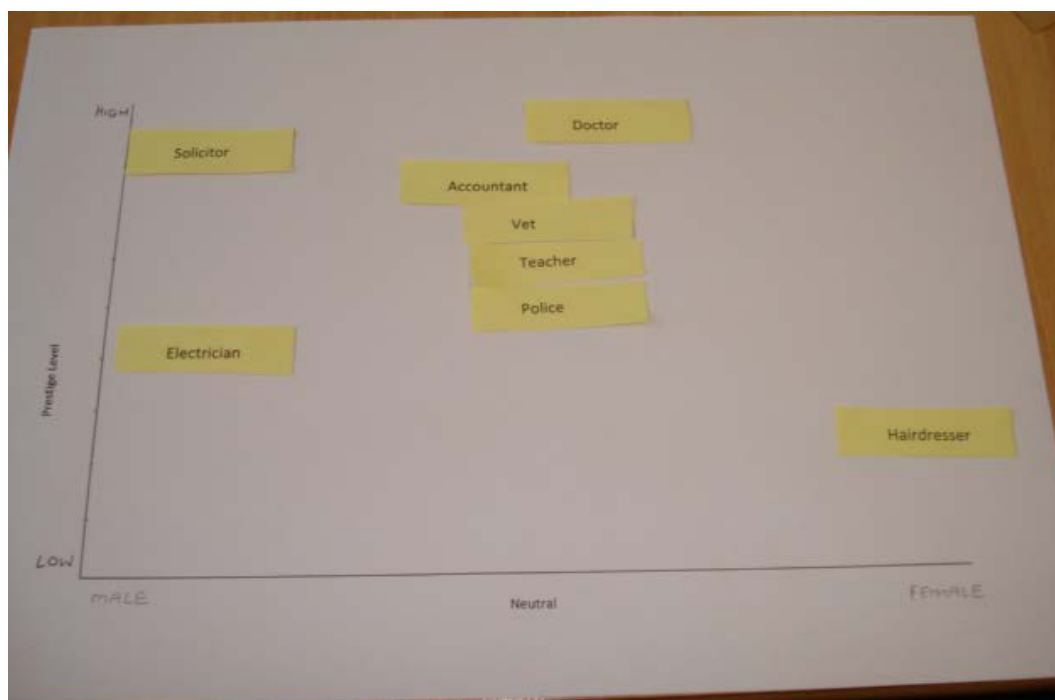 HIGH
Doctor
Solicitor
Accountant
Vet
Teacher
Police
Electrician
Prestige Level
Hairdresser
LOW
MALE
Neutral
FEMALE